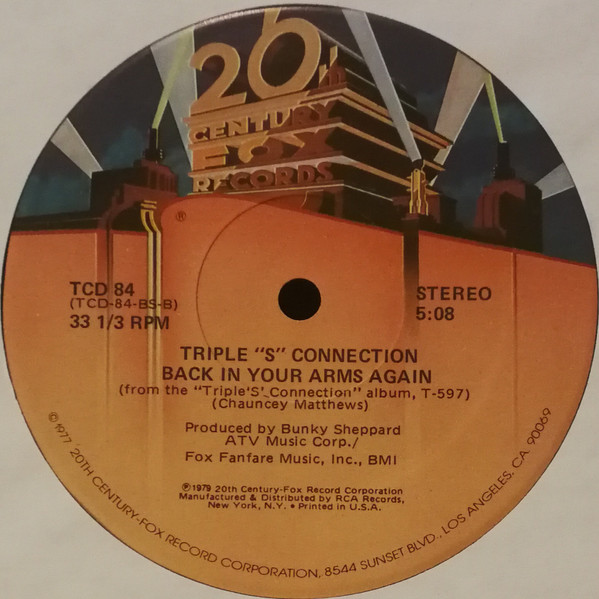 20th
CENTURY
FOX
RECORDS
®
TCD 84
(TCD-84-BS-B)
33 1/3 RPM
STEREO
5:08
TRIPLE "S" CONNECTION
BACK IN YOUR ARMS AGAIN
(from the "Triple'S' Connection" album, T-597)
(Chauncey Matthews)
Produced by Bunky Sheppard
ATV Music Corp./
Fox Fanfare Music, Inc., BMI
℗1979 20th Century-Fox Record Corporation
Manufactured & Distributed by RCA Records,
New York, N.Y. • Printed in U.S.A.
© 1977 20TH CENTURY-FOX RECORD CORPORATION, 8544 SUNSET BLVD., LOS ANGELES, CA 90069